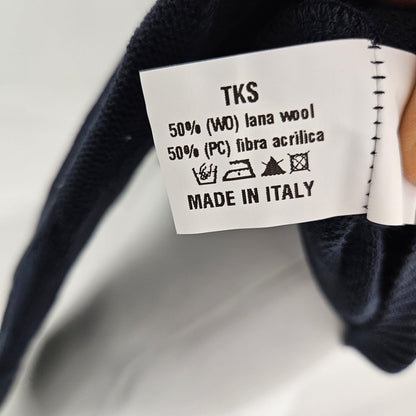 TKS
50% (WO) lana wool
50% (PC) fibra acrilica
MADE IN ITALY